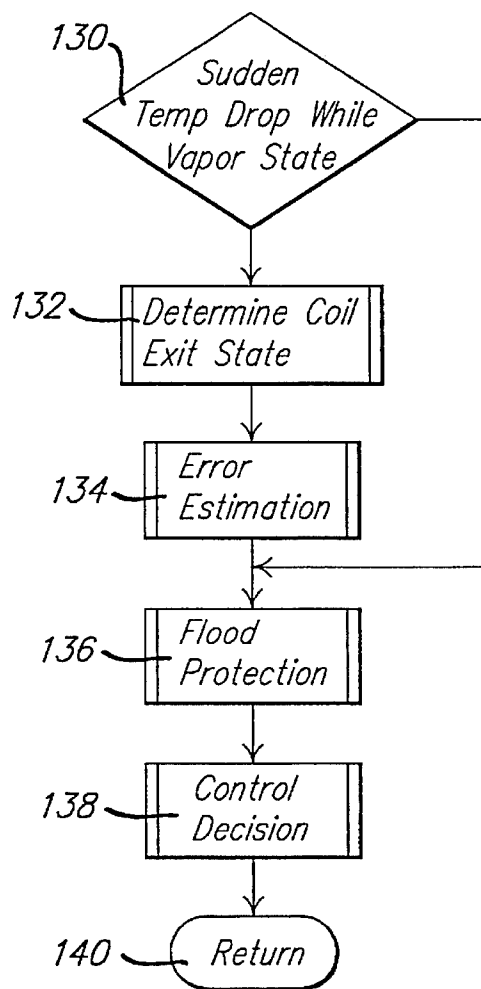 130
Sudden
Temp Drop While
Vapor State
132
Determine Coil
Exit State
134
Error
Estimation
136
Flood
Protection
138
Control
Decision
140
Return